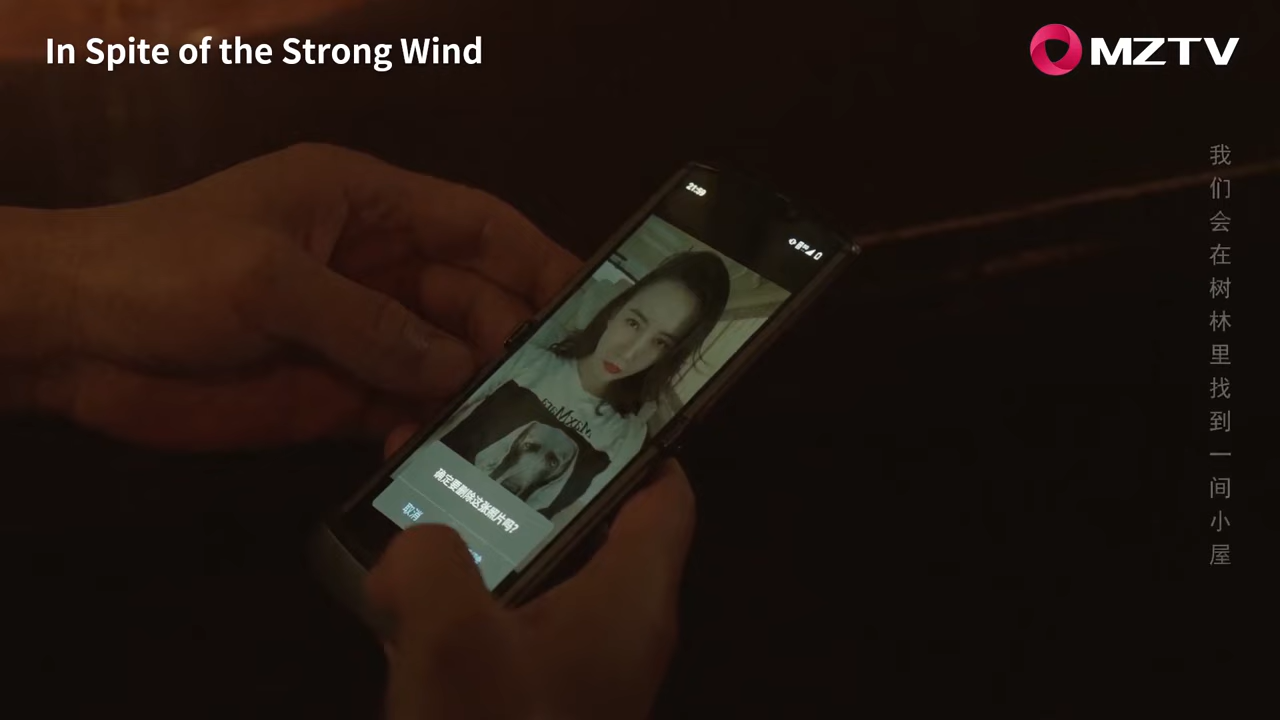 In Spite of the Strong Wind
MZTV
我们会在树林里找到一间小屋
确定要删除这张照片吗?
取消